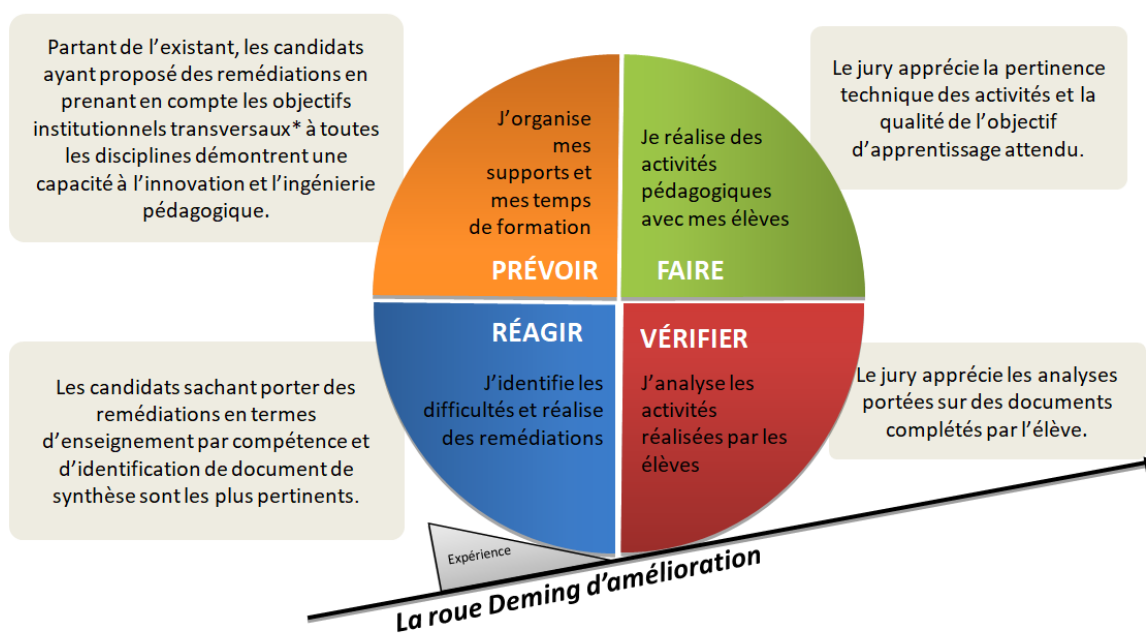 Partant de l’existant, les candidats
ayant proposé des remédiations en
prenant en compte les objectifs
institutionnels transversaux* à toutes
les disciplines démontrent une
capacité à l’innovation et l’ingénierie
pédagogique.
J’organise
mes
supports et
mes temps
de formation
PRÉVOIR
Je réalise des
activités
pédagogiques
avec mes élèves
FAIRE
Le jury apprécie la pertinence
technique des activités et la
qualité de l’objectif
d’apprentissage attendu.
Les candidats sachant porter des
remédiations en termes
d’enseignement par compétence et
d’identification de document de
synthèse sont les plus pertinents.
RÉAGIR
J’identifie les
difficultés et réalise
des remédiations
VÉRIFIER
J’analyse les
activités
réalisées par les
élèves
Le jury apprécie les analyses
portées sur des documents
complétés par l’élève.
Expérience
La roue Deming d’amélioration